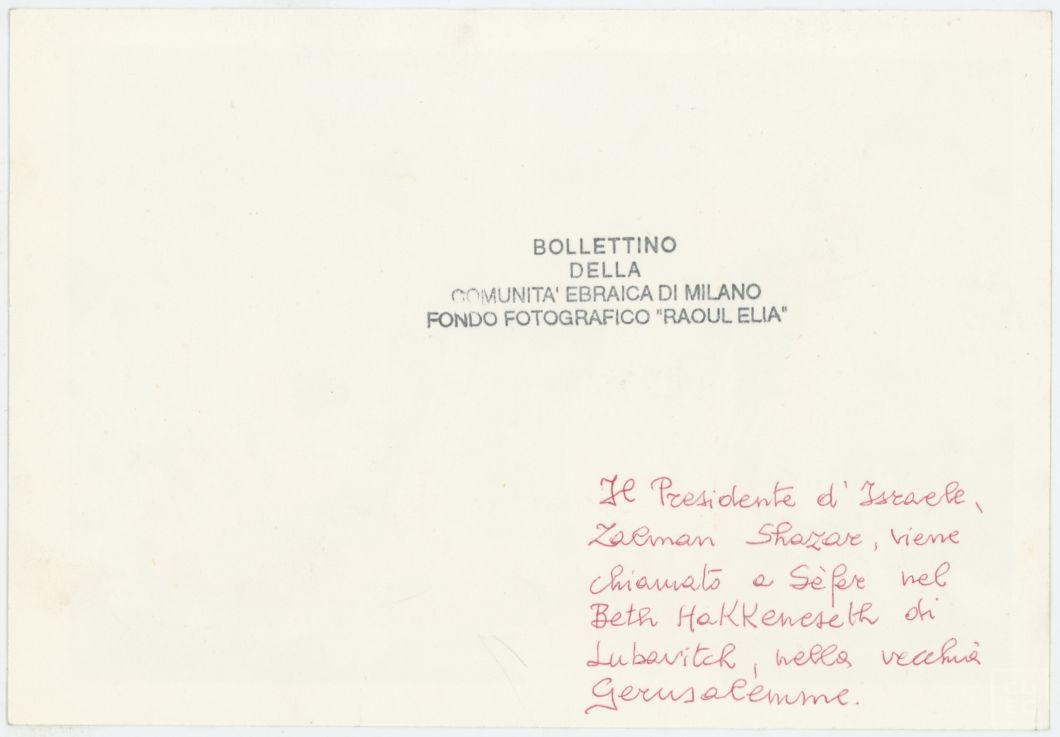 BOLLETTINO
DELLA
COMUNITA' EBRAICA DI MILANO
FONDO FOTOGRAFICO "RAOUL ELIA"
Il Presidente d'Israele,
Zalman Shazar, viene
chiamato a Sèfer nel
Beth HaKKeneseth di
Lubavitch, nella vecchia
Gerusalemme.